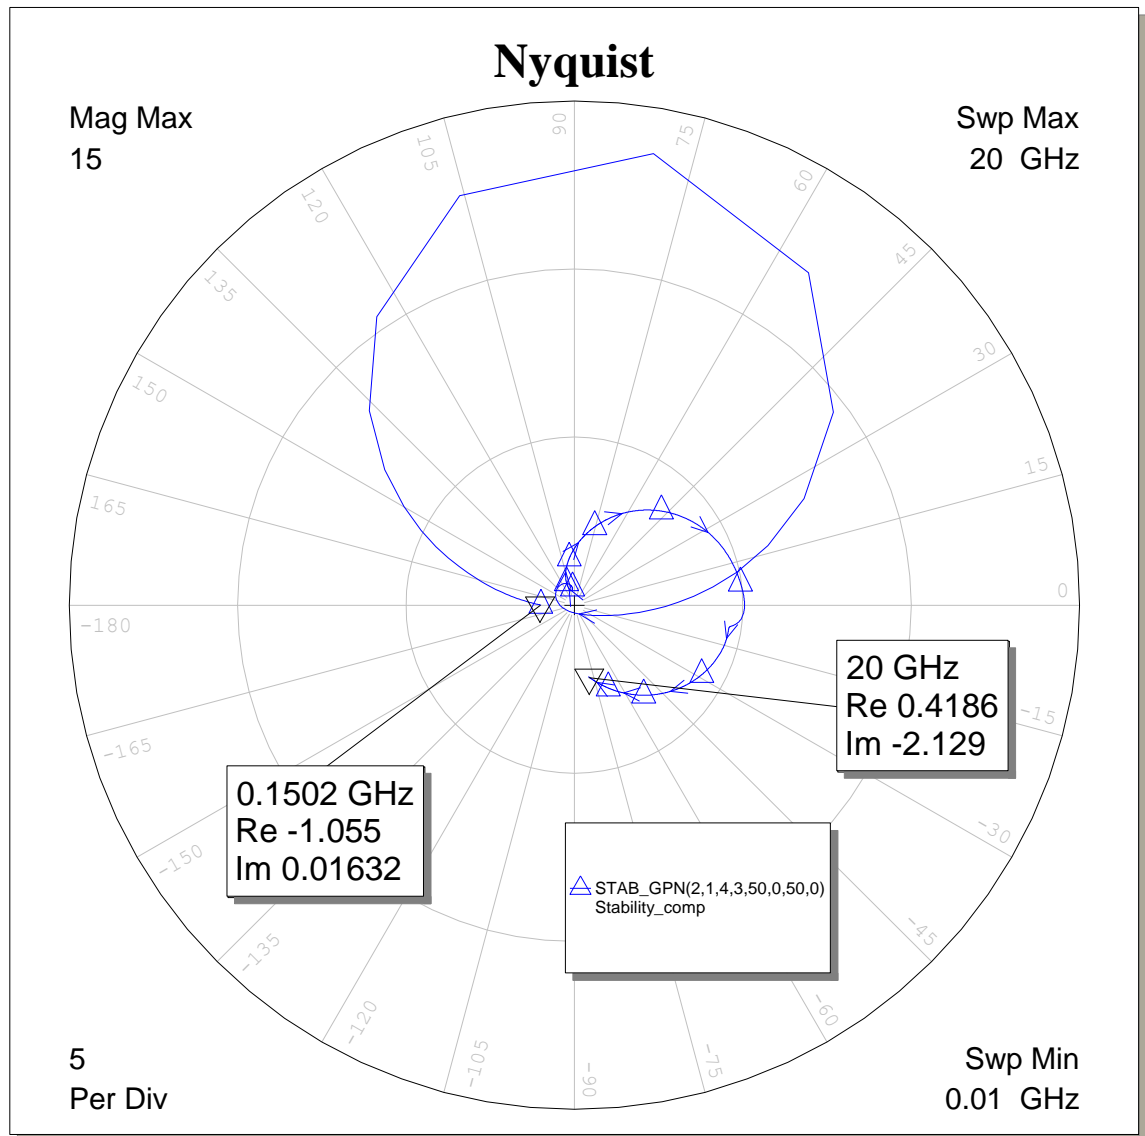 Nyquist
Mag Max
15
Swp Max
20 GHz
90
105
75
120
60
135
45
150
30
165
15
-180
0
-165
-15
-150
-30
-135
-45
-120
-60
-105
-75
-90
20 GHz
Re 0.4186
Im -2.129
0.1502 GHz
Re -1.055
Im 0.01632
STAB_GPN(2,1,4,3,50,0,50,0)
Stability_comp
5
Per Div
Swp Min
0.01 GHz